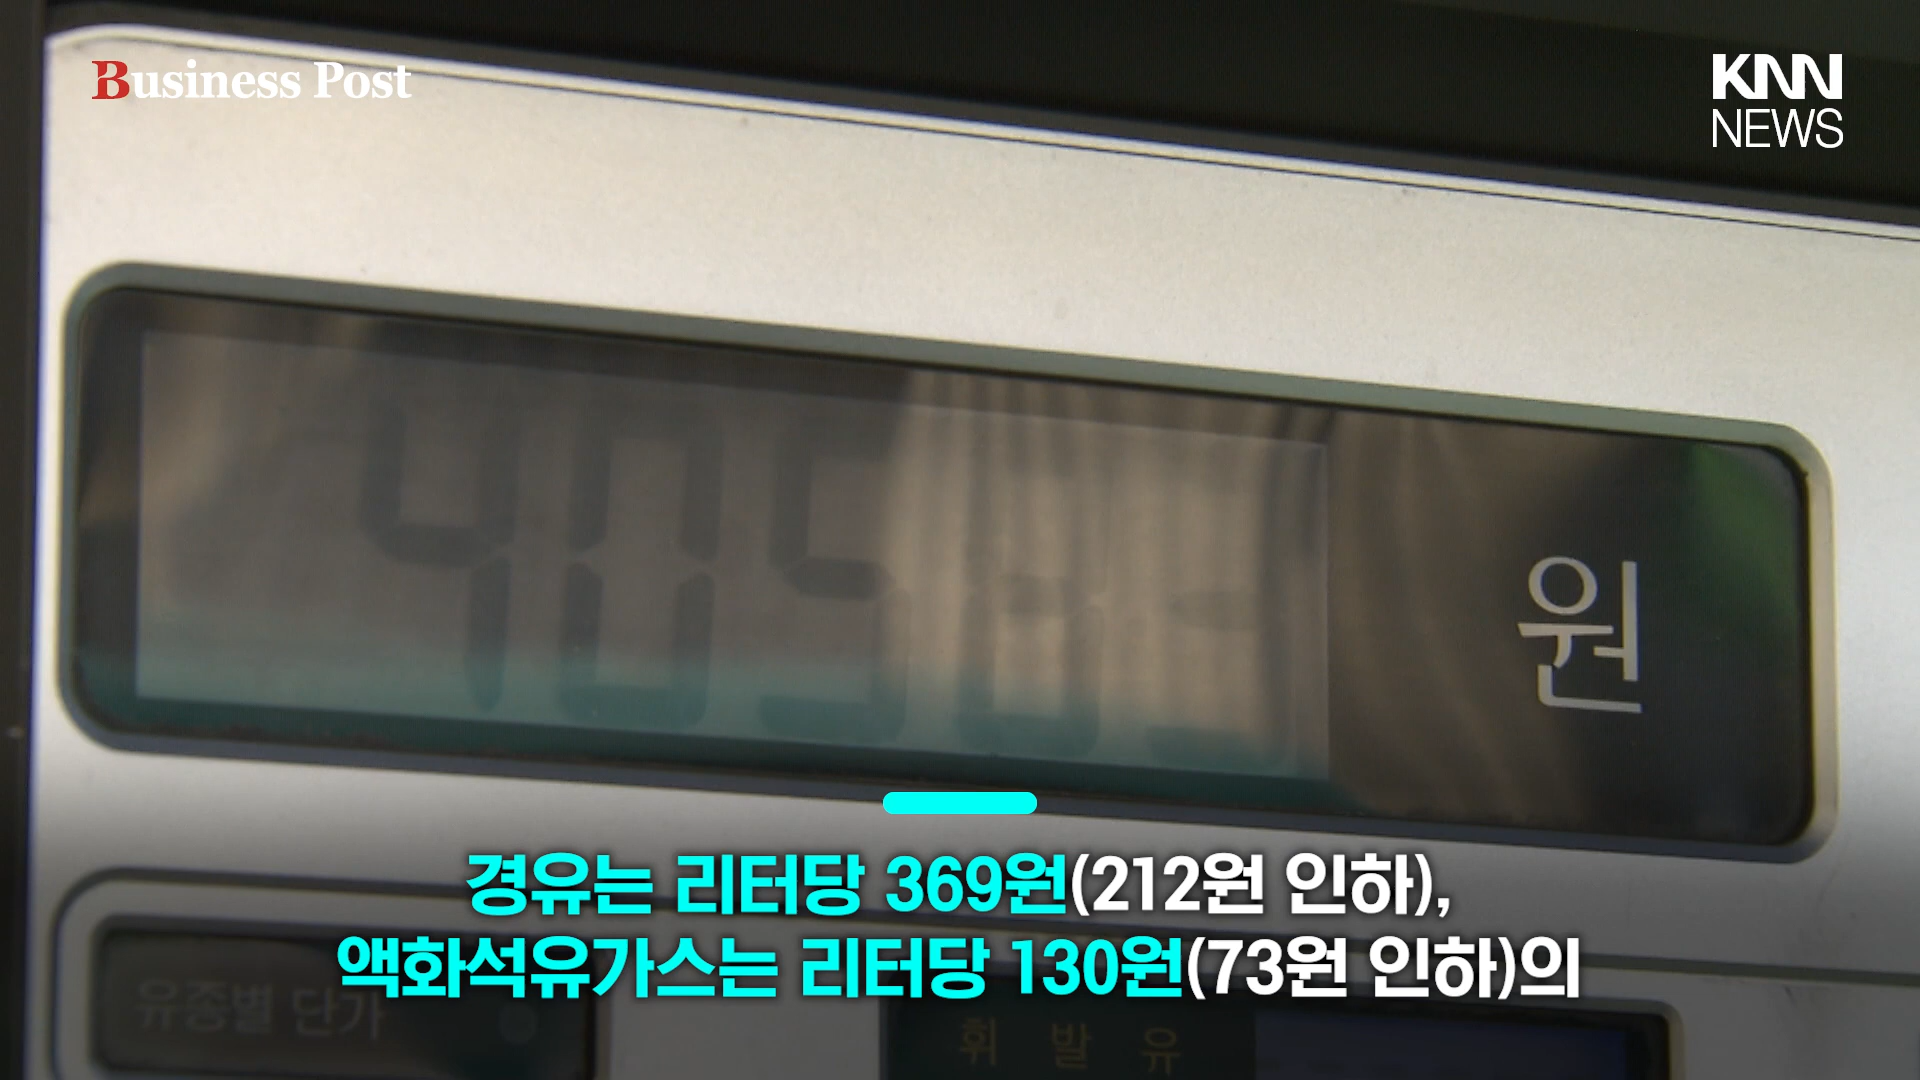 Business Post
KNN
NEWS
원
경유는 리터당 369원(212원 인하),
액화석유가스는 리터당 130원(73원 인하)의
유종별 단가
휘 발 유